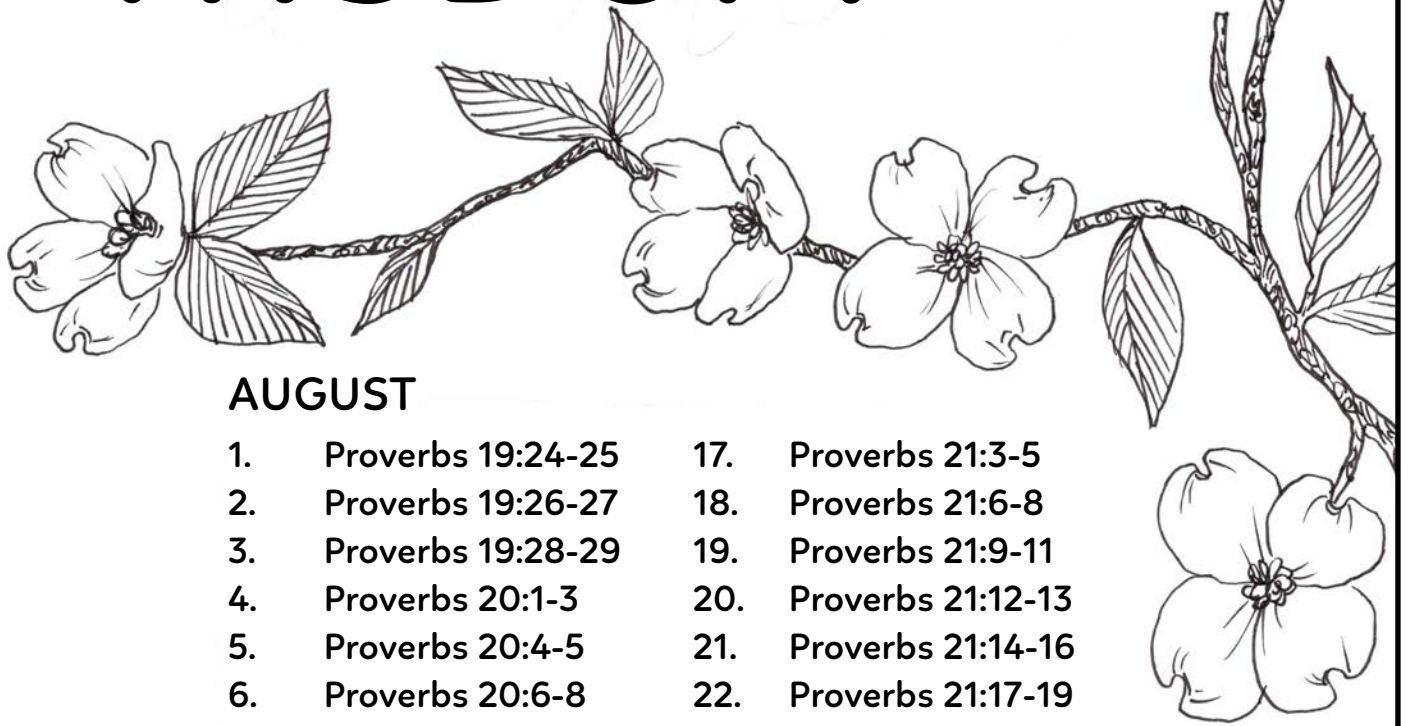 AUGUST
1. Proverbs 19:24-25
2. Proverbs 19:26-27
3. Proverbs 19:28-29
4. Proverbs 20:1-3
5. Proverbs 20:4-5
6. Proverbs 20:6-8
17. Proverbs 21:3-5
18. Proverbs 21:6-8
19. Proverbs 21:9-11
20. Proverbs 21:12-13
21. Proverbs 21:14-16
22. Proverbs 21:17-19